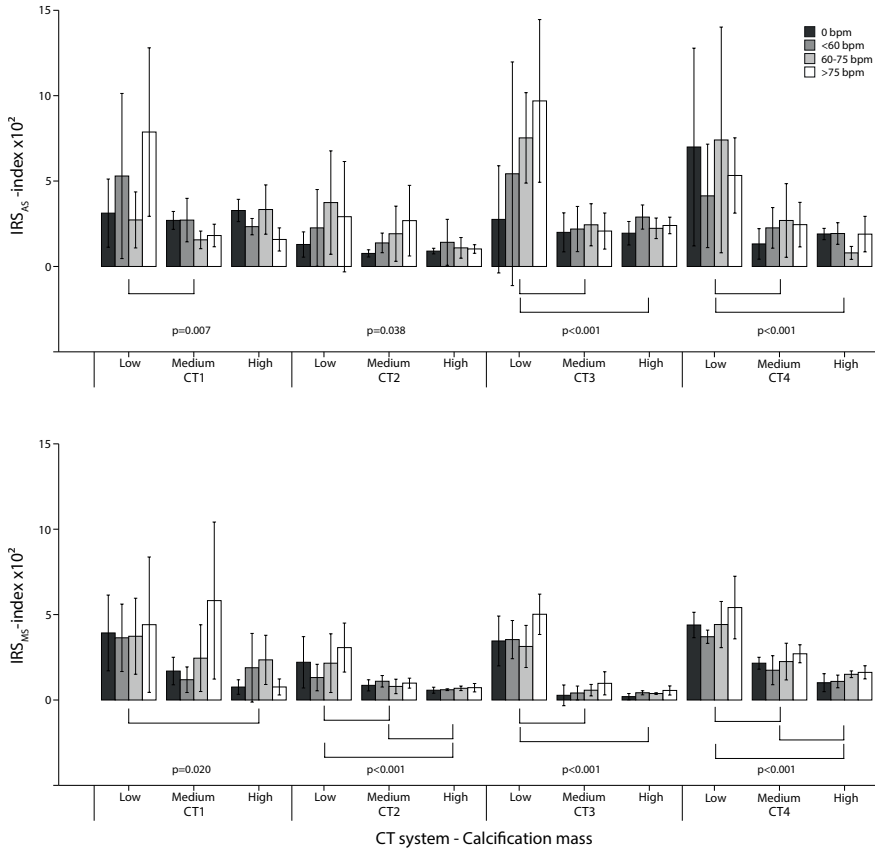 15
10
5
0
IRS_AS -index x10²
0 bpm
<60 bpm
60-75 bpm
>75 bpm
p=0.007 p=0.038 p<0.001 p<0.001
Low Medium High Low Medium High Low Medium High Low Medium High
CT1 CT2 CT3 CT4
15
10
5
0
IRS_MS-index x10²
p=0.020 p<0.001 p<0.001 p<0.001
Low Medium High Low Medium High Low Medium High Low Medium High
CT1 CT2 CT3 CT4
CT system - Calcification mass